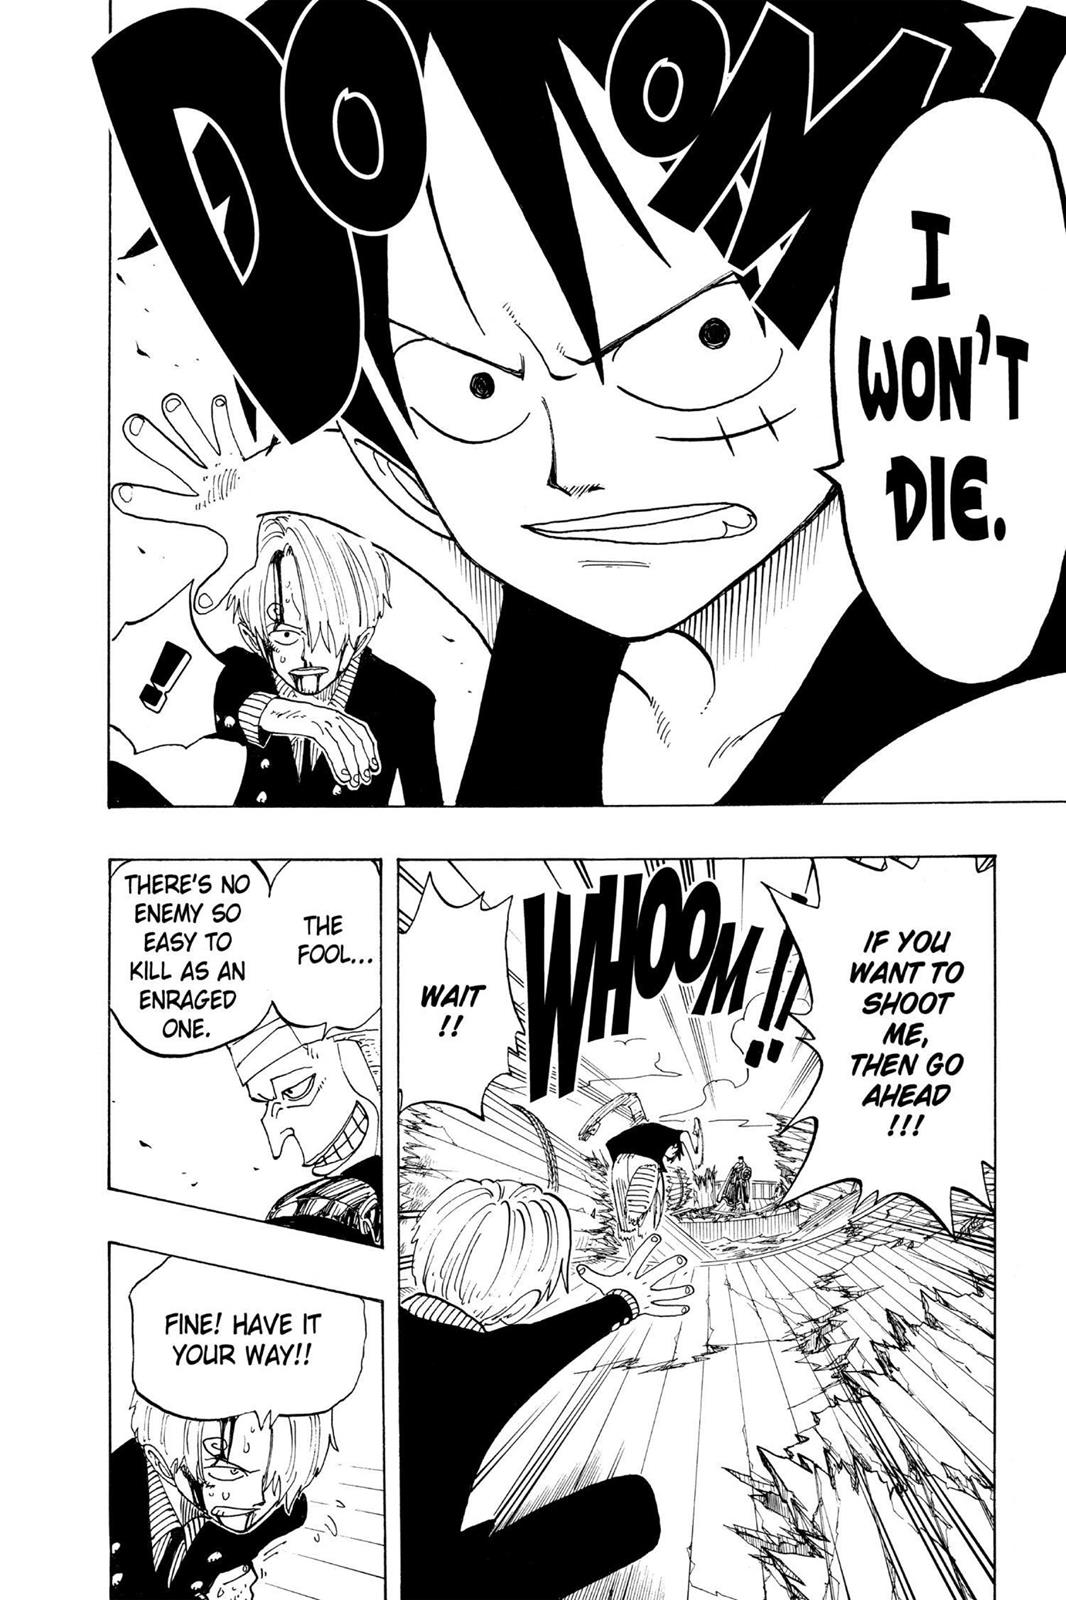 DOTOM!!
I
WON'T
DIE.
!!
IF YOU
WANT TO
SHOOT
ME,
THEN GO
AHEAD
!!!
WHOOM!!
WAIT
!!
THE
FOOL...
THERE'S NO
ENEMY SO
EASY TO
KILL AS AN
ENRAGED
ONE.
FINE! HAVE IT
YOUR WAY!!